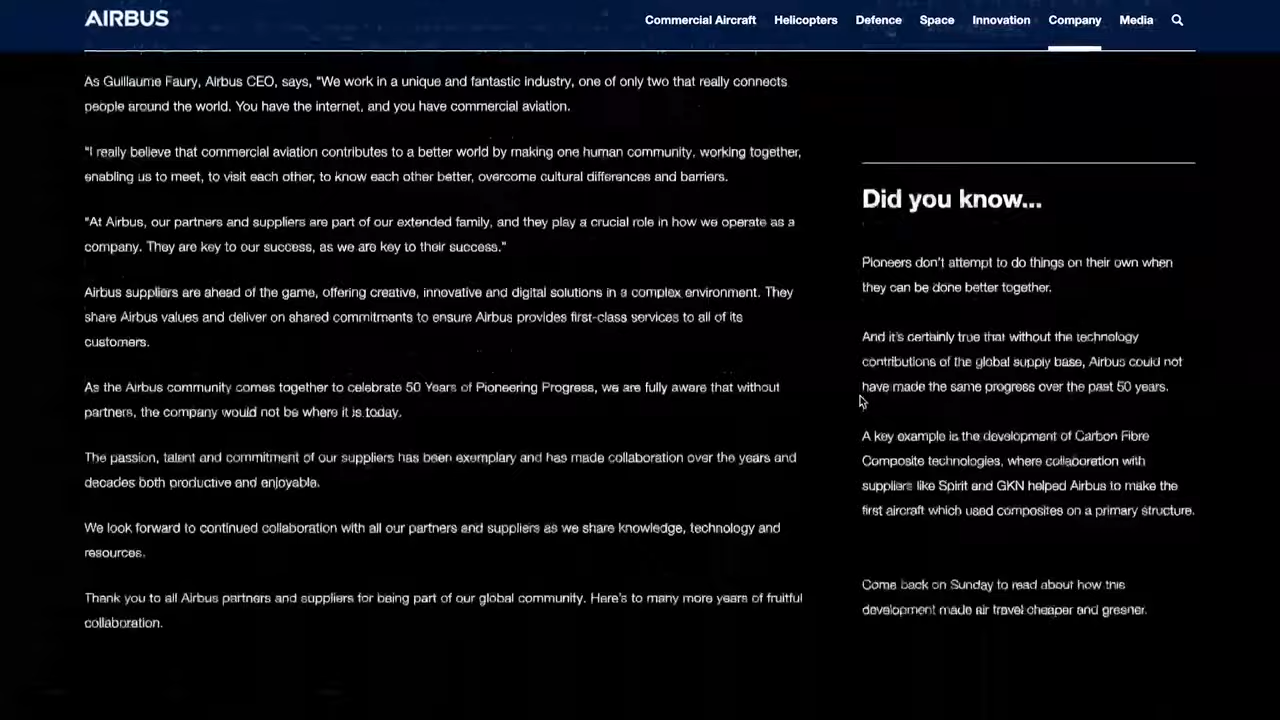 AIRBUS
Commercial Aircraft Helicopters Defence Space Innovation Company Media
As Guillaume Faury, Airbus CEO, says, "We work in a unique and fantastic industry, one of only two that really connects
people around the world. You have the internet, and you have commercial aviation.
"I really believe that commercial aviation contributes to a better world by making one human community, working together,
enabling us to meet, to visit each other, to know each other better, overcome cultural differences and barriers.
"At Airbus, our partners and suppliers are part of our extended family, and they play a crucial role in how we operate as a
company. They are key to our success, as we are key to their success."
Airbus suppliers are ahead of the game, offering creative, innovative and digital solutions in a complex environment. They
share Airbus values and deliver on shared commitments to ensure Airbus provides first-class services to all of its
customers.
As the Airbus community comes together to celebrate 50 Years of Pioneering Progress, we are fully aware that without
partners, the company would not be where it is today.
The passion, talent and commitment of our suppliers has been exemplary and has made collaboration over the years and
decades both productive and enjoyable.
We look forward to continued collaboration with all our partners and suppliers as we share knowledge, technology and
resources.
Thank you to all Airbus partners and suppliers for being part of our global community. Here's to many more years of fruitful
collaboration.
Did you know...
Pioneers don't attempt to do things on their own when
they can be done better together.
And it's certainly true that without the technology
contributions of the global supply base, Airbus could not
have made the same progress over the past 50 years.
A key example is the development of Carbon Fibre
Composite technologies, where collaboration with
suppliers like Spirit and GKN helped Airbus to make the
first aircraft which used composites on a primary structure.
Come back on Sunday to read about how this
development made air travel cheaper and greener.